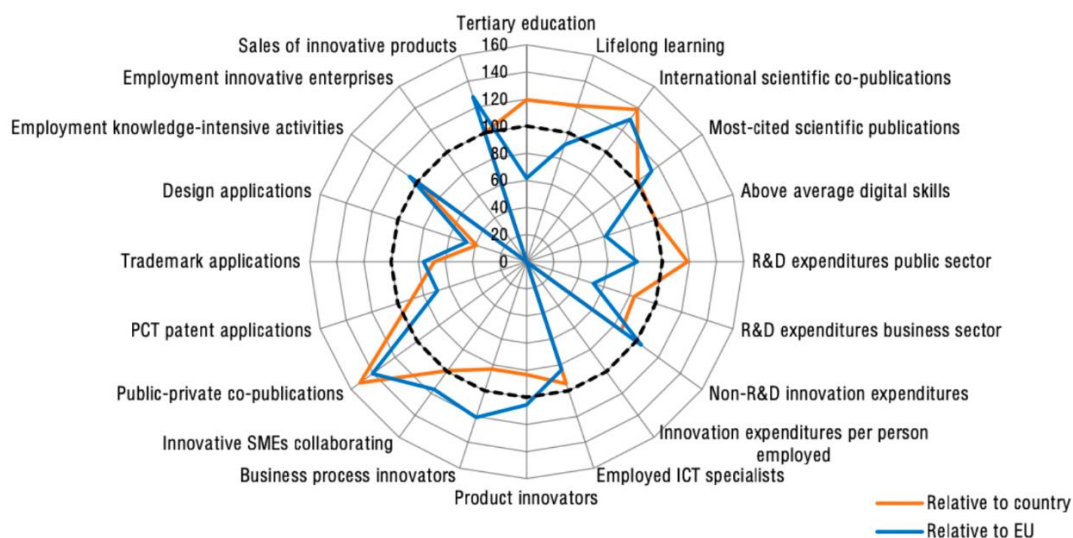 Tertiary education
Sales of innovative products
Lifelong learning
Employment innovative enterprises
International scientific co-publications
Employment knowledge-intensive activities
Most-cited scientific publications
Design applications
Above average digital skills
Trademark applications
R&D expenditures public sector
PCT patent applications
R&D expenditures business sector
Public-private co-publications
Non-R&D innovation expenditures
Innovative SMEs collaborating
Innovation expenditures per person
employed
Business process innovators
Employed ICT specialists
Product innovators
160
140
120
100
80
60
40
20
0
Relative to country
Relative to EU